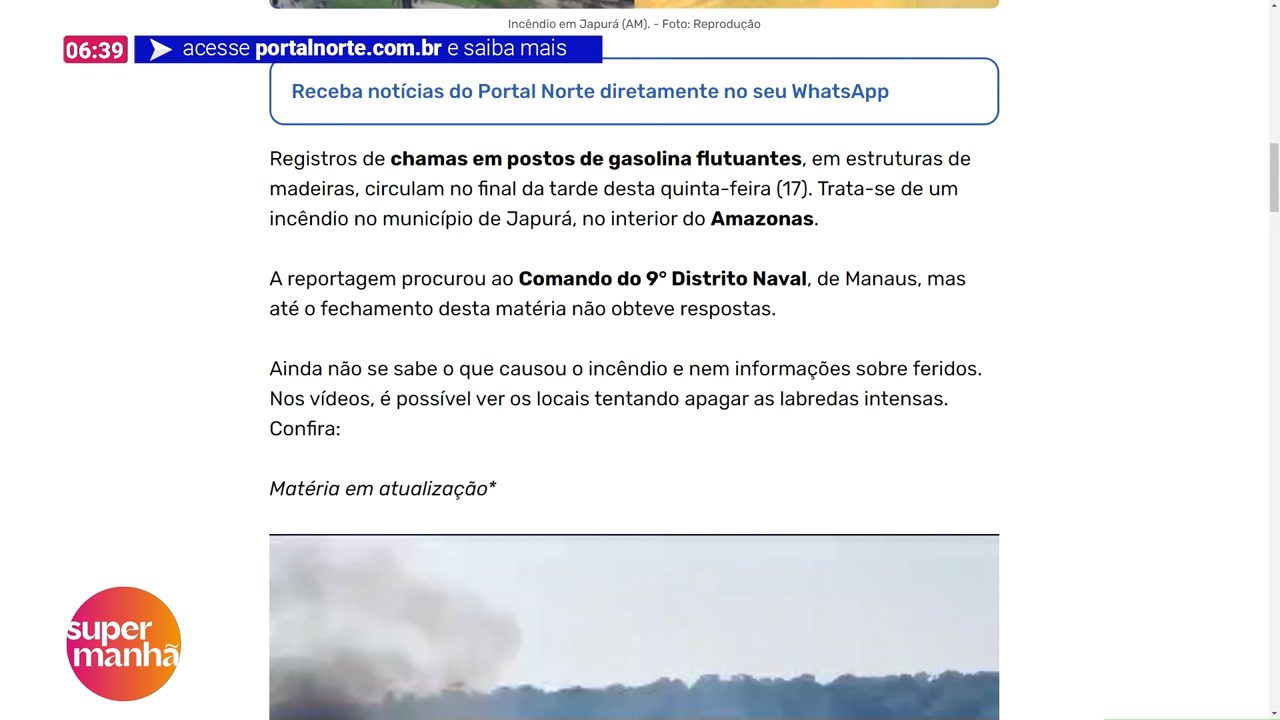 Incêndio em Japurá (AM). - Foto: Reprodução
06:39 acesse portalnorte.com.br e saiba mais
Receba notícias do Portal Norte diretamente no seu WhatsApp
Registros de chamas em postos de gasolina flutuantes, em estruturas de
madeiras, circulam no final da tarde desta quinta-feira (17). Trata-se de um
incêndio no município de Japurá, no interior do Amazonas.
A reportagem procurou ao Comando do 9° Distrito Naval, de Manaus, mas
até o fechamento desta matéria não obteve respostas.
Ainda não se sabe o que causou o incêndio e nem informações sobre feridos.
Nos vídeos, é possível ver os locais tentando apagar as labredas intensas.
Confira:
Matéria em atualização*
super
manhã